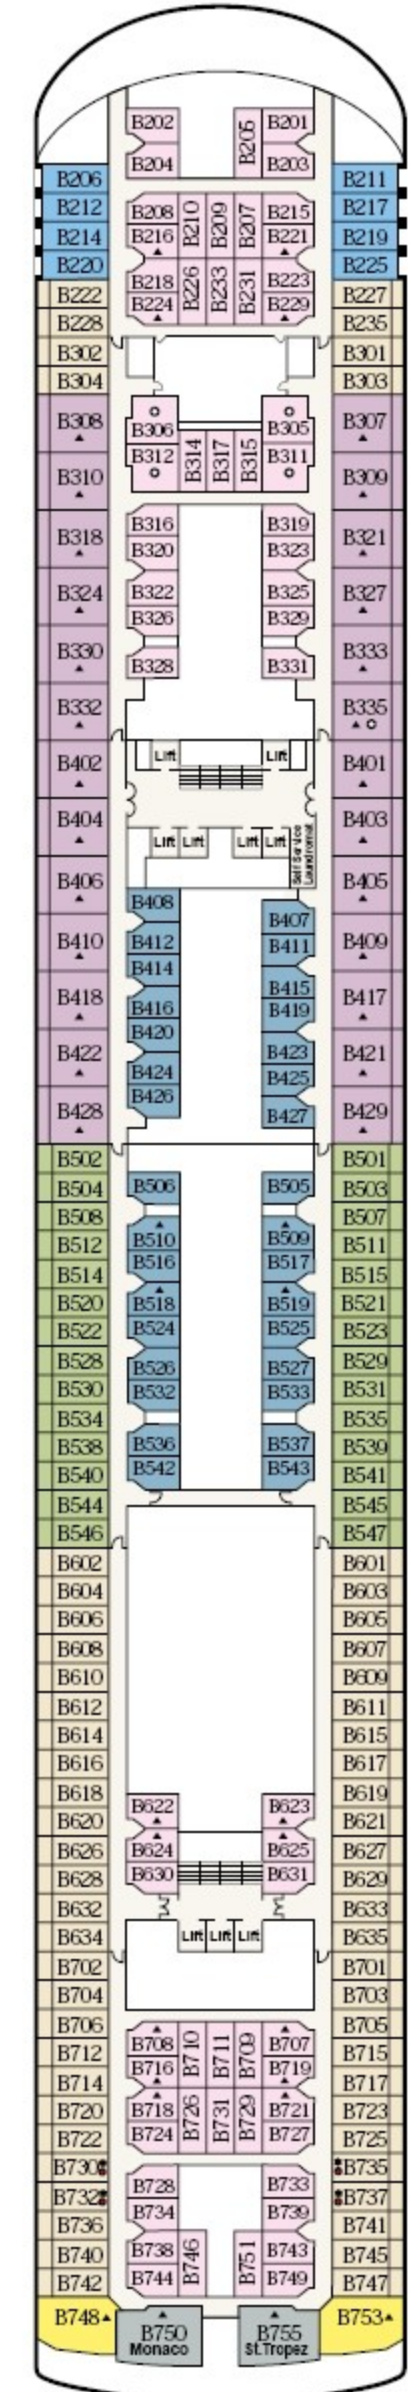 B202 B205 B201
B204 B203
B206 B211
B212 B208 B210 B209 B207 B215 B217
B214 B216 B221 B219
B220 B218 B226 B233 B231 B223 B225
B222 B224 B229 B227
B228 B235
B302 B301
B304 B303
B308 B306 B305 B307
B310 B312 B314 B317 B315 B311 B309
B318 B316 B319 B321
B320 B323
B324 B322 B325 B327
B326 B329
B330 B328 B331 B333
B332 B335
B402 Lift Lift B401
B404 B403
Lift Lift Lift Lift
Self Service
Laundromat
B406 B405
B408 B407
B410 B412 B411 B409
B414
B418 B416 B415 B417
B420 B419
B422 B424 B423 B421
B426 B425
B428 B427 B429
B502 B501
B504 B506 B505 B503
B508 B507
B512 B510 B509 B511
B514 B516 B517 B515
B520 B518 B519 B521
B522 B524 B525 B523
B528 B526 B527 B529
B530 B532 B533 B531
B534 B535
B538 B536 B537 B539
B540 B542 B543 B541
B544 B545
B546 B547
B602 B601
B604 B603
B606 B605
B608 B607
B610 B609
B612 B611
B614 B615
B616 B617
B618 B622 B623 B619
B620 B621
B626 B624 B625 B627
B628 B630 B631 B629
B632 B633
B634 Lift Lift Lift B635
B702 B701
B704 B703
B706 B705
B712 B708 B710 B711 B709 B707 B715
B714 B716 B719 B717
B720 B718 B726 B731 B729 B721 B723
B722 B724 B727 B725
B730 B728 B733 B735
B732 B734 B739 B737
B736 B741
B740 B738 B746 B751 B743 B745
B742 B744 B749 B747
B748 B750 B755 B753
Monaco St.Tropez